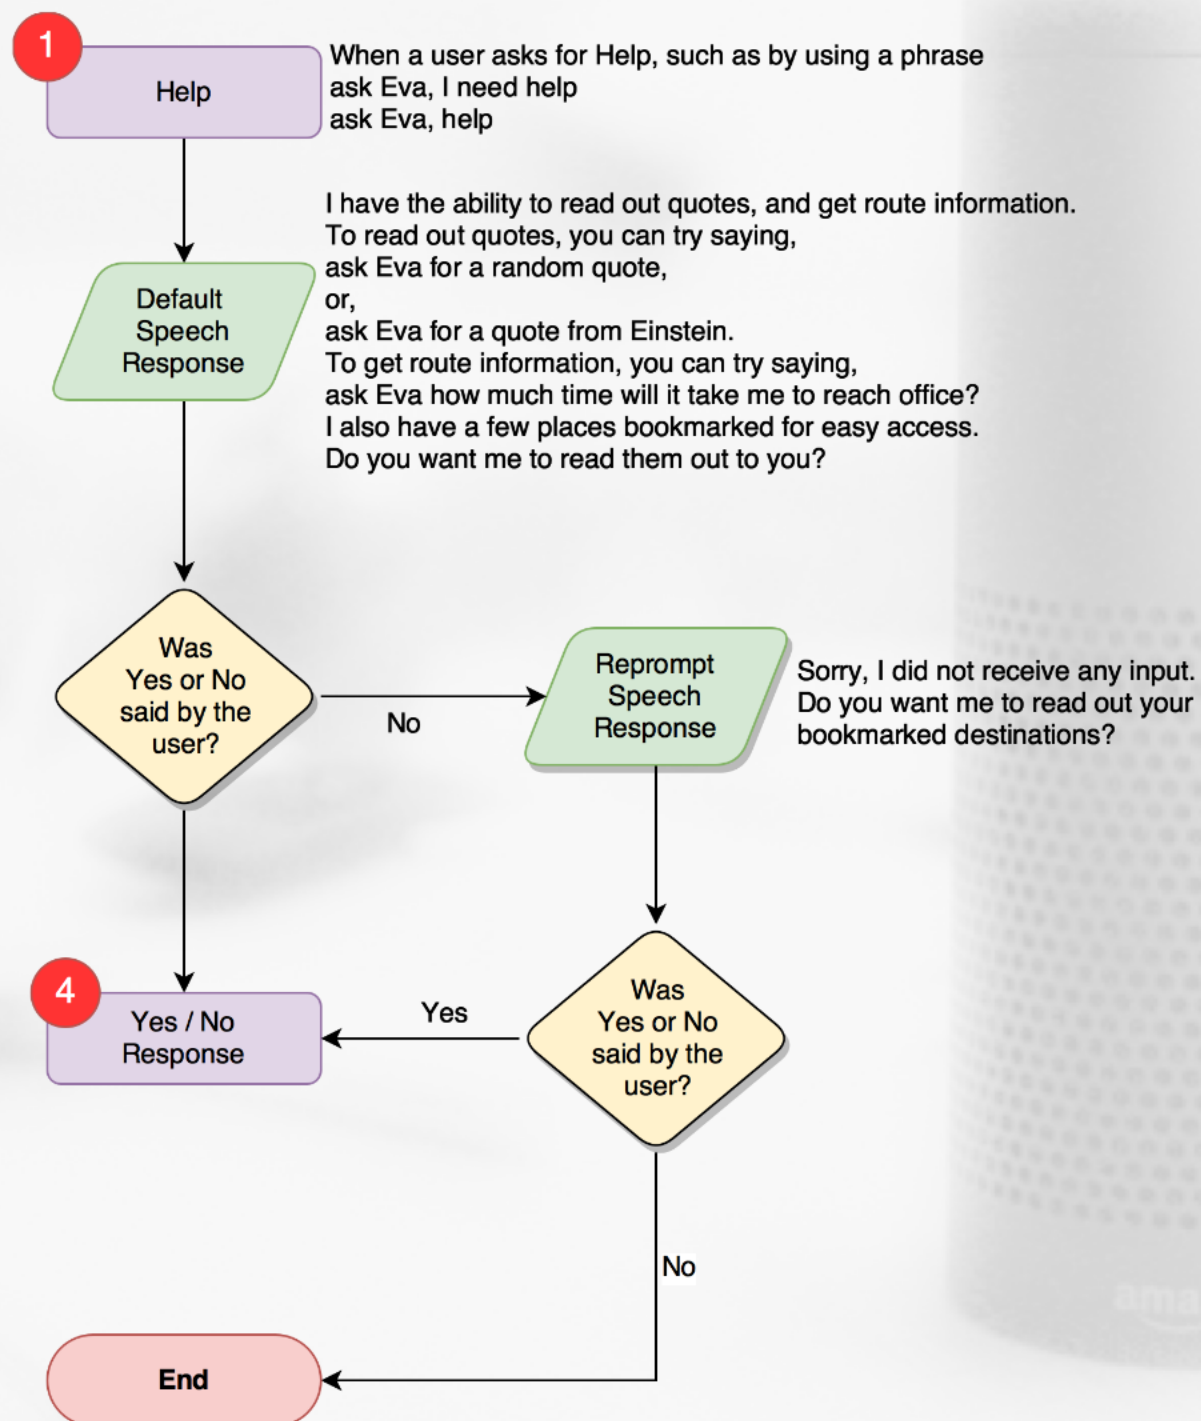 1
Help
When a user asks for Help, such as by using a phrase
ask Eva, I need help
ask Eva, help
I have the ability to read out quotes, and get route information.
To read out quotes, you can try saying,
ask Eva for a random quote,
or,
ask Eva for a quote from Einstein.
To get route information, you can try saying,
ask Eva how much time will it take me to reach office?
I also have a few places bookmarked for easy access.
Do you want me to read them out to you?
Default
Speech
Response
Was
Yes or No
said by the
user?
No
Reprompt
Speech
Response
Sorry, I did not receive any input.
Do you want me to read out your
bookmarked destinations?
4
Yes / No
Response
Yes
Was
Yes or No
said by the
user?
No
End
ama